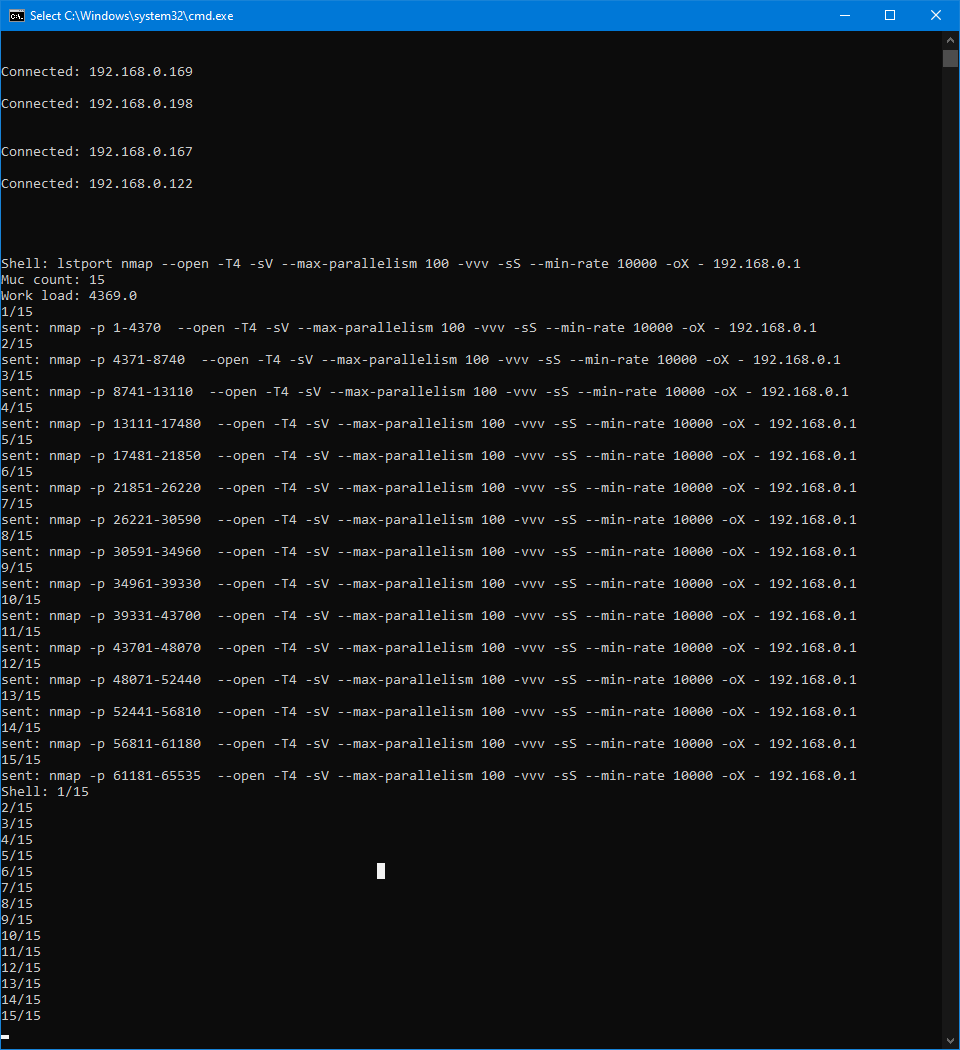 Select C:\Windows\system32\cmd.exe
Connected: 192.168.0.169
Connected: 192.168.0.198
Connected: 192.168.0.167
Connected: 192.168.0.122
Shell: lstport nmap --open -T4 -sV --max-parallelism 100 -vvv -sS --min-rate 10000 -oX - 192.168.0.1
Muc count: 15
Work load: 4369.0
1/15
sent: nmap -p 1-4370  --open -T4 -sV --max-parallelism 100 -vvv -sS --min-rate 10000 -oX - 192.168.0.1
2/15
sent: nmap -p 4371-8740  --open -T4 -sV --max-parallelism 100 -vvv -sS --min-rate 10000 -oX - 192.168.0.1
3/15
sent: nmap -p 8741-13110  --open -T4 -sV --max-parallelism 100 -vvv -sS --min-rate 10000 -oX - 192.168.0.1
4/15
sent: nmap -p 13111-17480  --open -T4 -sV --max-parallelism 100 -vvv -sS --min-rate 10000 -oX - 192.168.0.1
5/15
sent: nmap -p 17481-21850  --open -T4 -sV --max-parallelism 100 -vvv -sS --min-rate 10000 -oX - 192.168.0.1
6/15
sent: nmap -p 21851-26220  --open -T4 -sV --max-parallelism 100 -vvv -sS --min-rate 10000 -oX - 192.168.0.1
7/15
sent: nmap -p 26221-30590  --open -T4 -sV --max-parallelism 100 -vvv -sS --min-rate 10000 -oX - 192.168.0.1
8/15
sent: nmap -p 30591-34960  --open -T4 -sV --max-parallelism 100 -vvv -sS --min-rate 10000 -oX - 192.168.0.1
9/15
sent: nmap -p 34961-39330  --open -T4 -sV --max-parallelism 100 -vvv -sS --min-rate 10000 -oX - 192.168.0.1
10/15
sent: nmap -p 39331-43700  --open -T4 -sV --max-parallelism 100 -vvv -sS --min-rate 10000 -oX - 192.168.0.1
11/15
sent: nmap -p 43701-48070  --open -T4 -sV --max-parallelism 100 -vvv -sS --min-rate 10000 -oX - 192.168.0.1
12/15
sent: nmap -p 48071-52440  --open -T4 -sV --max-parallelism 100 -vvv -sS --min-rate 10000 -oX - 192.168.0.1
13/15
sent: nmap -p 52441-56810  --open -T4 -sV --max-parallelism 100 -vvv -sS --min-rate 10000 -oX - 192.168.0.1
14/15
sent: nmap -p 56811-61180  --open -T4 -sV --max-parallelism 100 -vvv -sS --min-rate 10000 -oX - 192.168.0.1
15/15
sent: nmap -p 61181-65535  --open -T4 -sV --max-parallelism 100 -vvv -sS --min-rate 10000 -oX - 192.168.0.1
Shell: 1/15
2/15
3/15
4/15
5/15
6/15
7/15
8/15
9/15
10/15
11/15
12/15
13/15
14/15
15/15